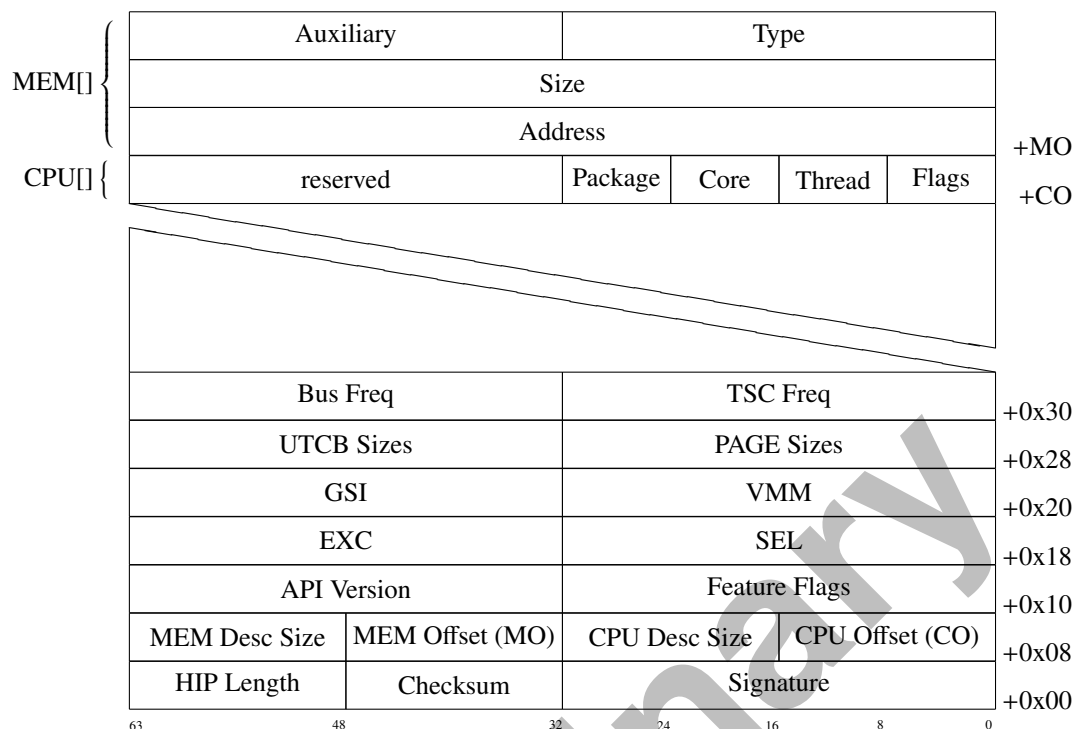 Auxiliary Type
MEM[] Size
Address
+MO
CPU[] reserved Package Core Thread Flags
+CO
Bus Freq TSC Freq
+0x30
UTCB Sizes PAGE Sizes
+0x28
GSI VMM
+0x20
EXC SEL
+0x18
API Version Feature Flags
+0x10
MEM Desc Size MEM Offset (MO) CPU Desc Size CPU Offset (CO)
+0x08
HIP Length Checksum Signature
+0x00
63 48 32 24 16 8 0
inary